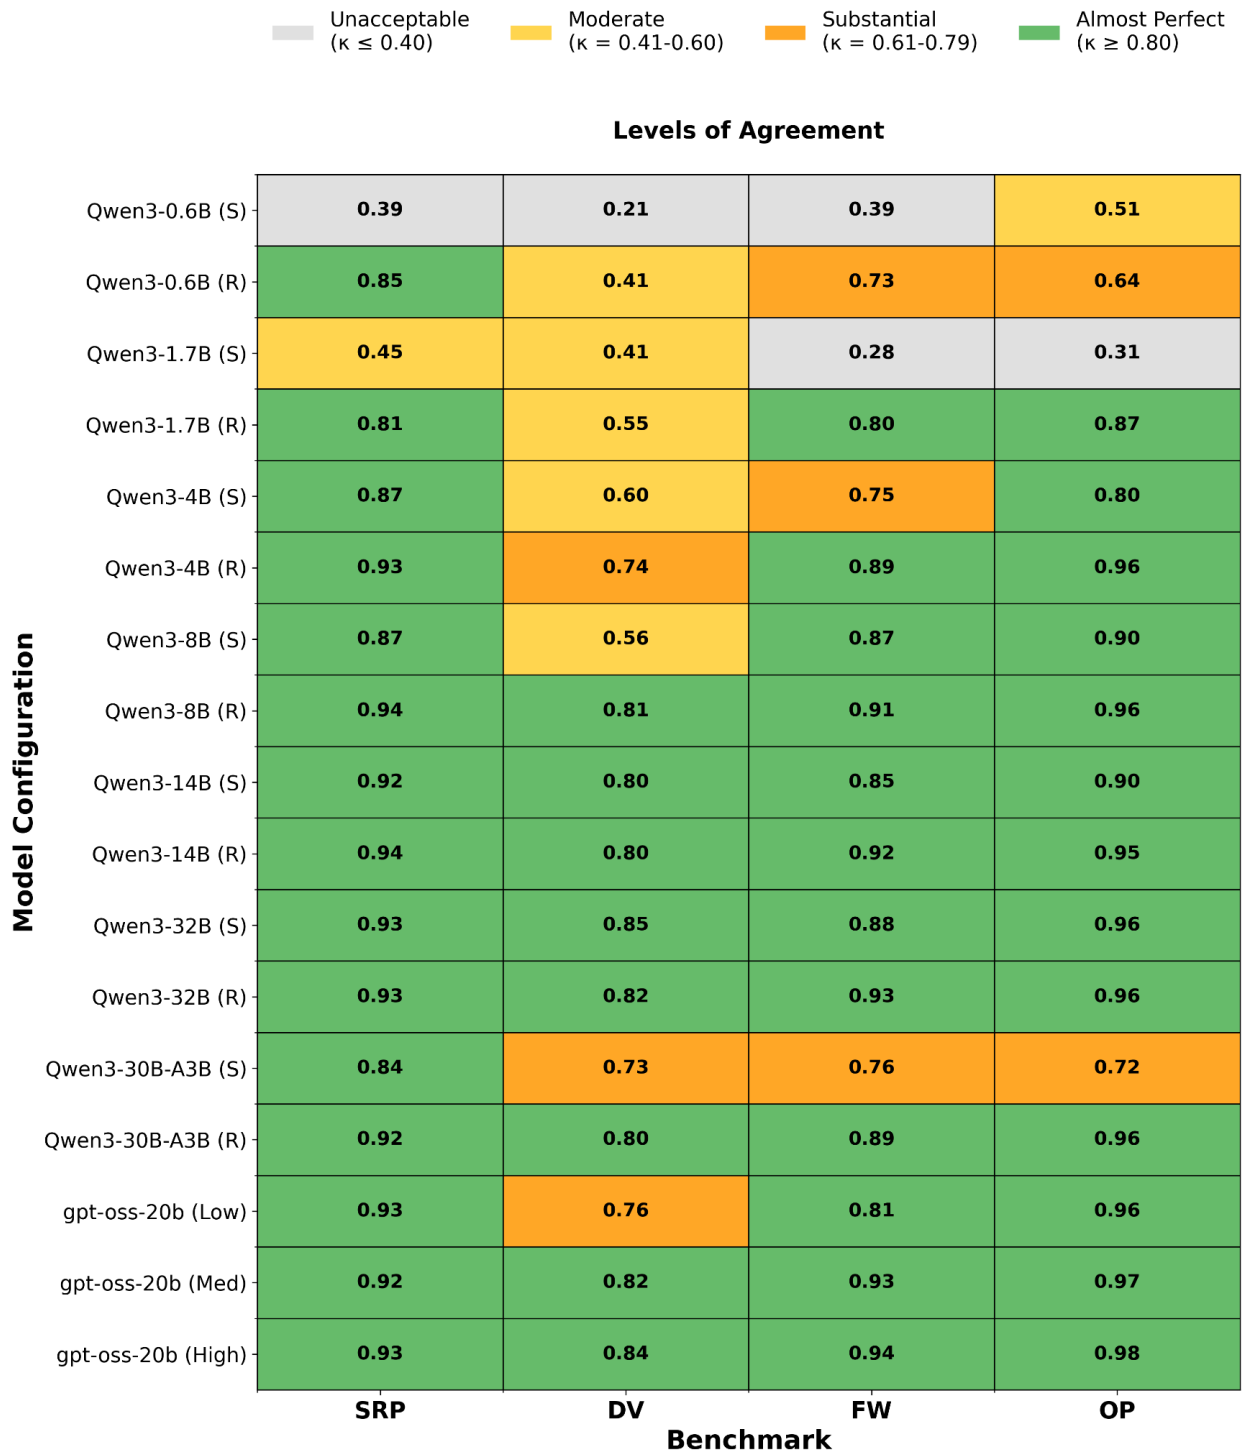 Unacceptable
(κ ≤ 0.40)
Moderate
(κ = 0.41-0.60)
Substantial
(κ = 0.61-0.79)
Almost Perfect
(κ ≥ 0.80)
Levels of Agreement
Model Configuration
Qwen3-0.6B (S) 0.39 0.21 0.39 0.51
Qwen3-0.6B (R) 0.85 0.41 0.73 0.64
Qwen3-1.7B (S) 0.45 0.41 0.28 0.31
Qwen3-1.7B (R) 0.81 0.55 0.80 0.87
Qwen3-4B (S) 0.87 0.60 0.75 0.80
Qwen3-4B (R) 0.93 0.74 0.89 0.96
Qwen3-8B (S) 0.87 0.56 0.87 0.90
Qwen3-8B (R) 0.94 0.81 0.91 0.96
Qwen3-14B (S) 0.92 0.80 0.85 0.90
Qwen3-14B (R) 0.94 0.80 0.92 0.95
Qwen3-32B (S) 0.93 0.85 0.88 0.96
Qwen3-32B (R) 0.93 0.82 0.93 0.96
Qwen3-30B-A3B (S) 0.84 0.73 0.76 0.72
Qwen3-30B-A3B (R) 0.92 0.80 0.89 0.96
gpt-oss-20b (Low) 0.93 0.76 0.81 0.96
gpt-oss-20b (Med) 0.92 0.82 0.93 0.97
gpt-oss-20b (High) 0.93 0.84 0.94 0.98
SRP DV FW OP
Benchmark